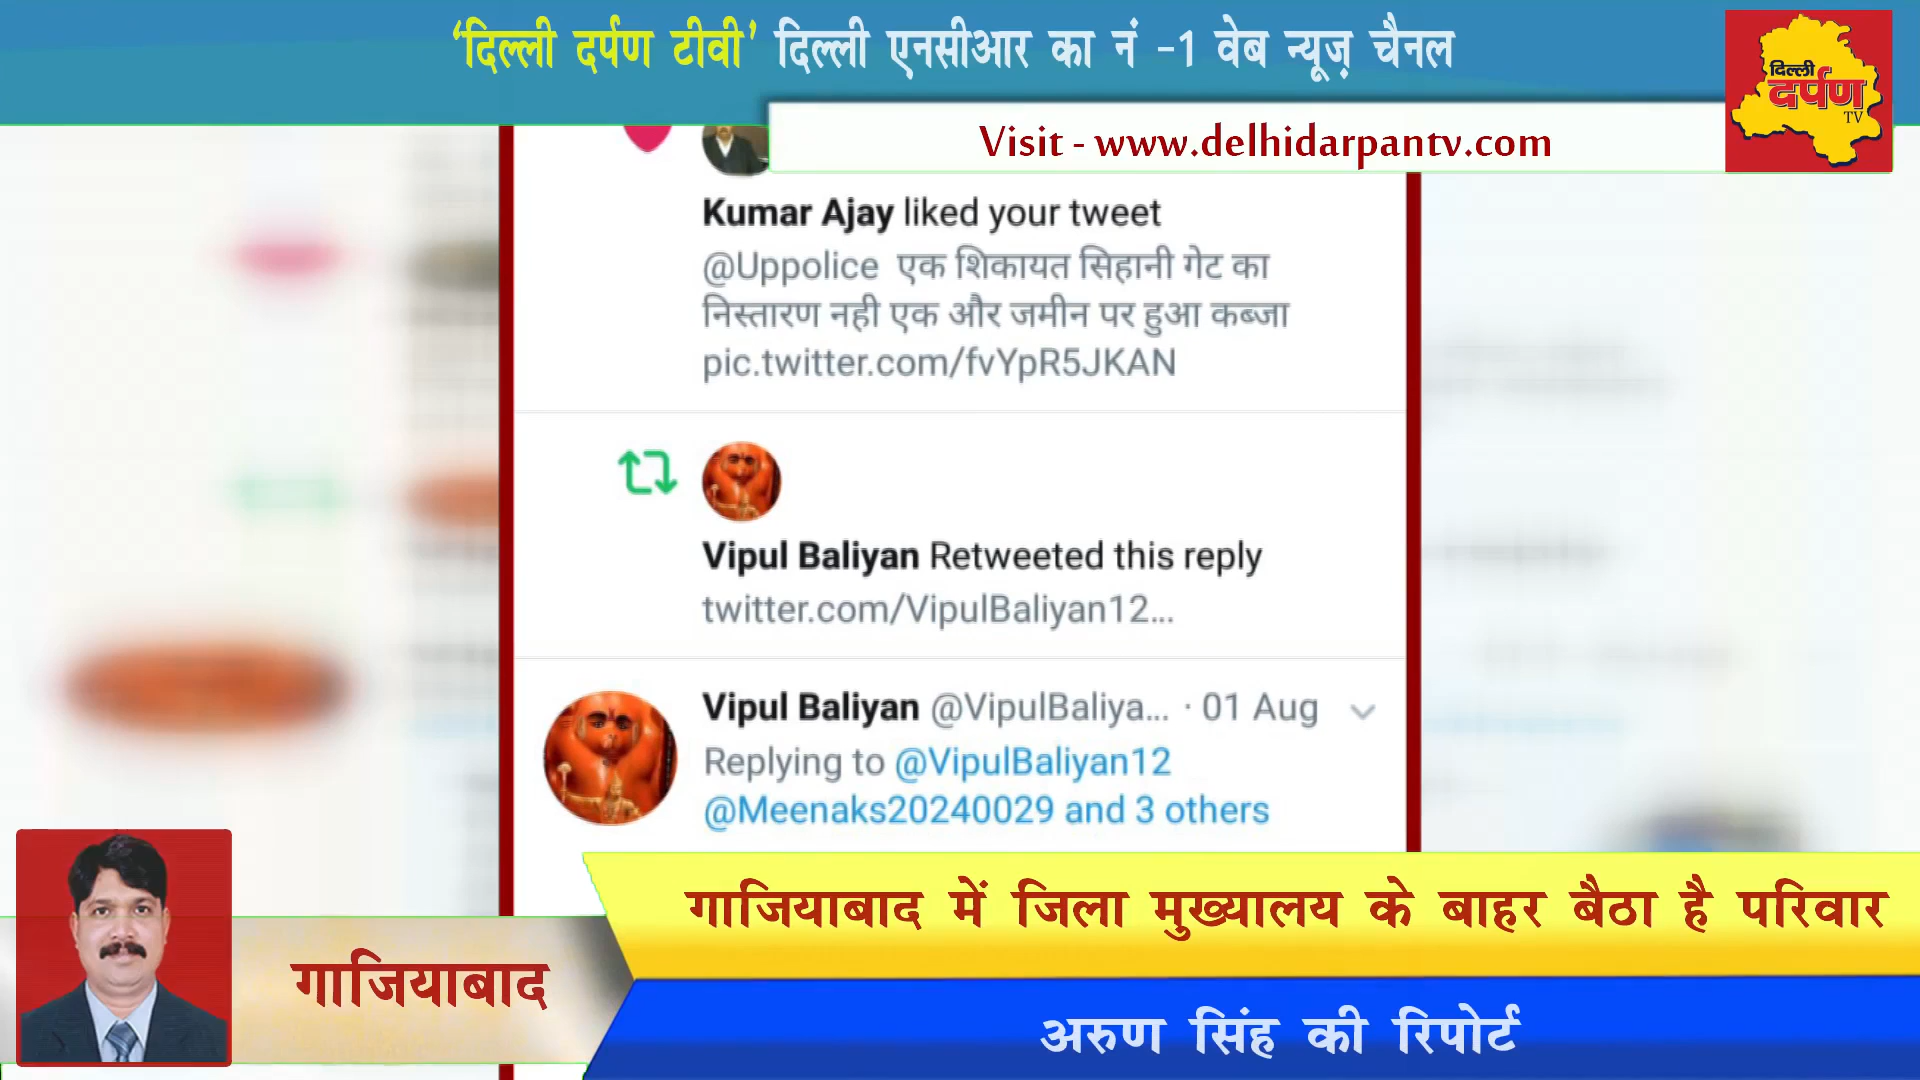 ‘दिल्ली दर्पण टीवी’ दिल्ली एनसीआर का नं -1 वेब न्यूज़ चैनल
दिल्ली
दर्पण
TV
Visit - www.delhidarpantv.com
Kumar Ajay liked your tweet
@Uppolice एक शिकायत सिहानी गेट का
निस्तारण नही एक और जमीन पर हुआ कब्जा
pic.twitter.com/fvYpR5JKAN
Vipul Baliyan Retweeted this reply
twitter.com/VipulBaliyan12...
Vipul Baliyan @VipulBaliya... · 01 Aug
Replying to @VipulBaliyan12
@Meenaks20240029 and 3 others
गाजियाबाद में जिला मुख्यालय के बाहर बैठा है परिवार
गाजियाबाद
अरुण सिंह की रिपोर्ट